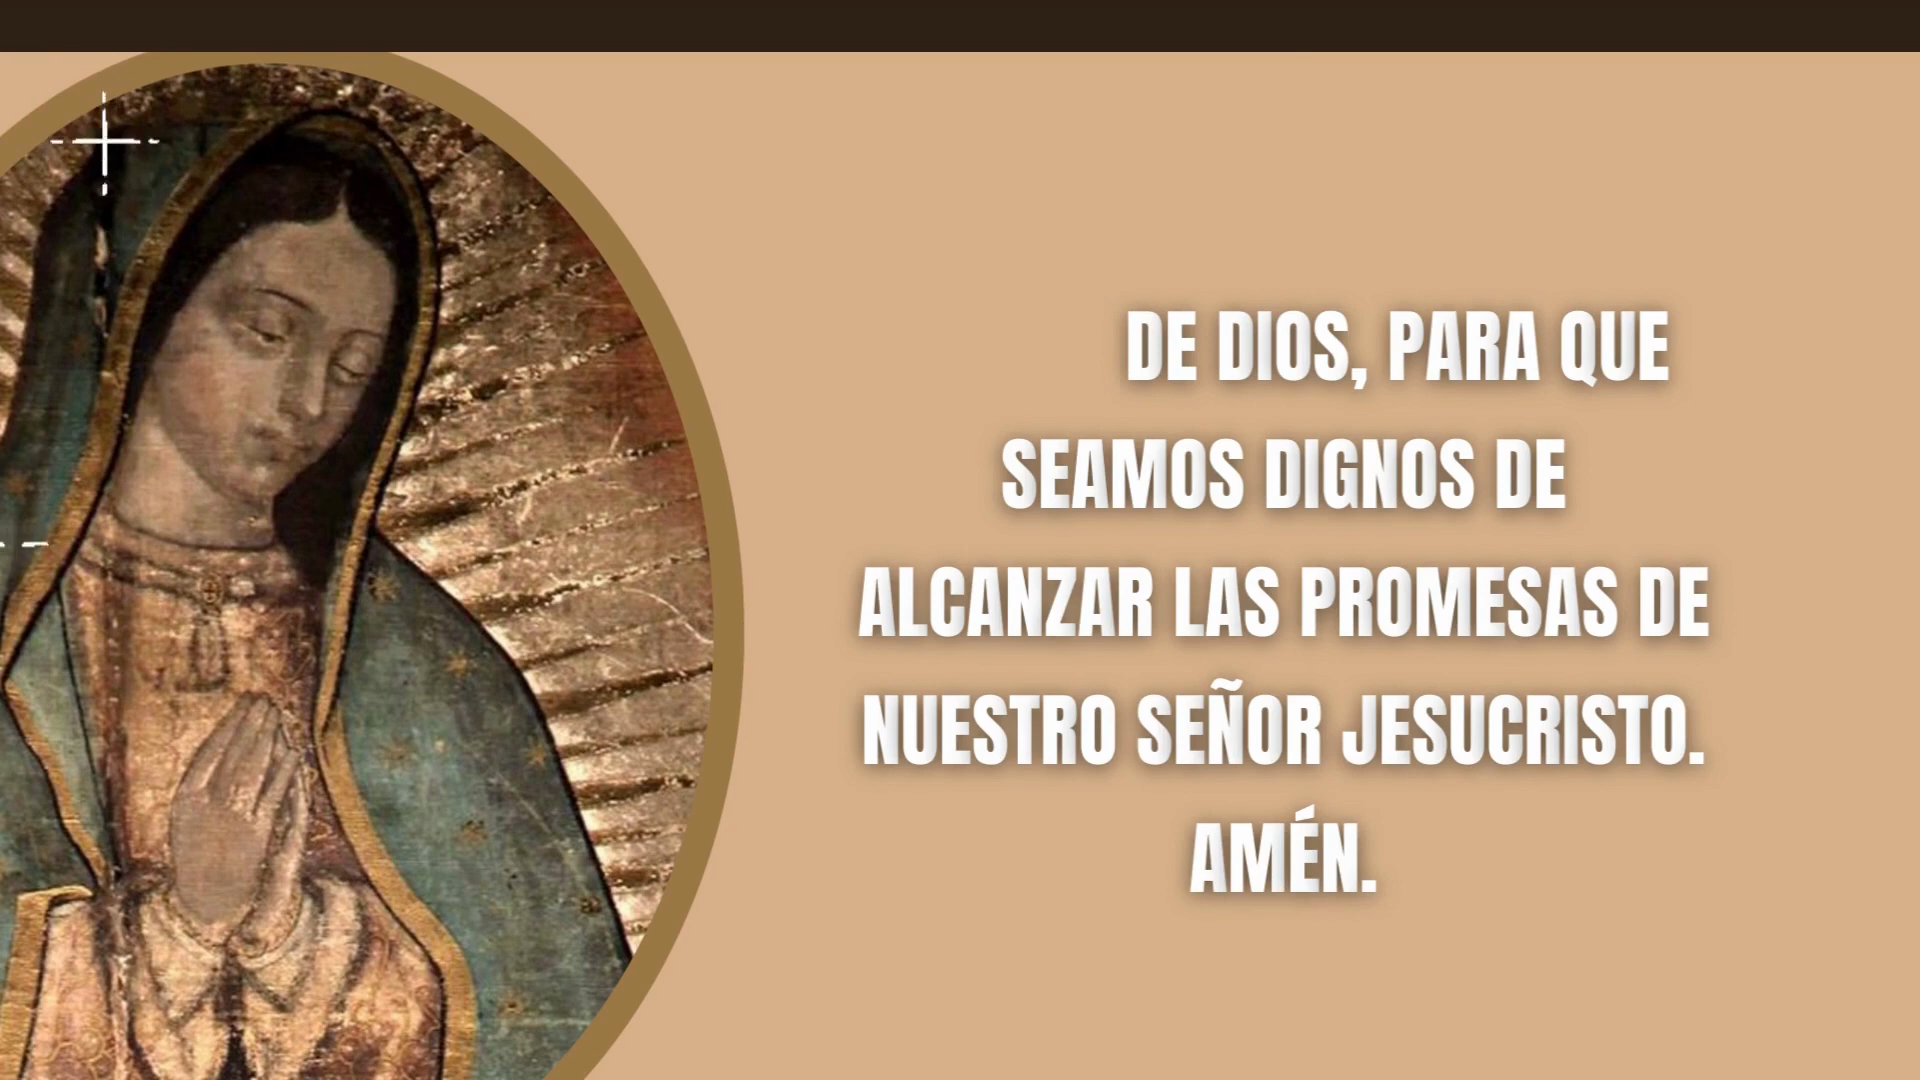 DE DIOS, PARA QUE
SEAMOS DIGNOS DE
ALCANZAR LAS PROMESAS DE
NUESTRO SEÑOR JESUCRISTO.
AMÉN.